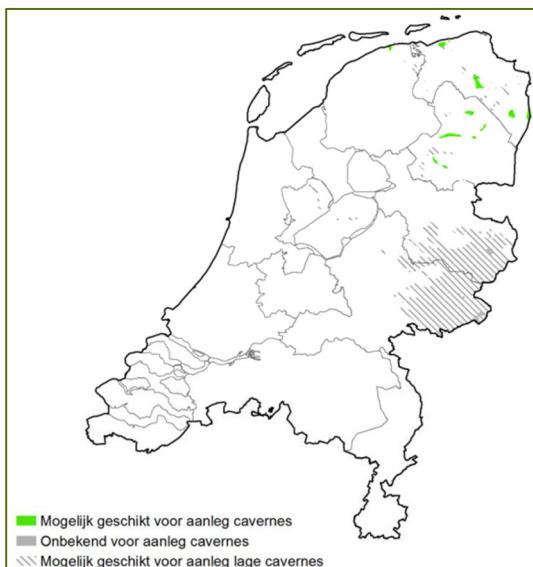 Mogelijk geschikt voor aanleg cavernes
Onbekend voor aanleg cavernes
Mogelijk geschikt voor aanleg lage cavernes